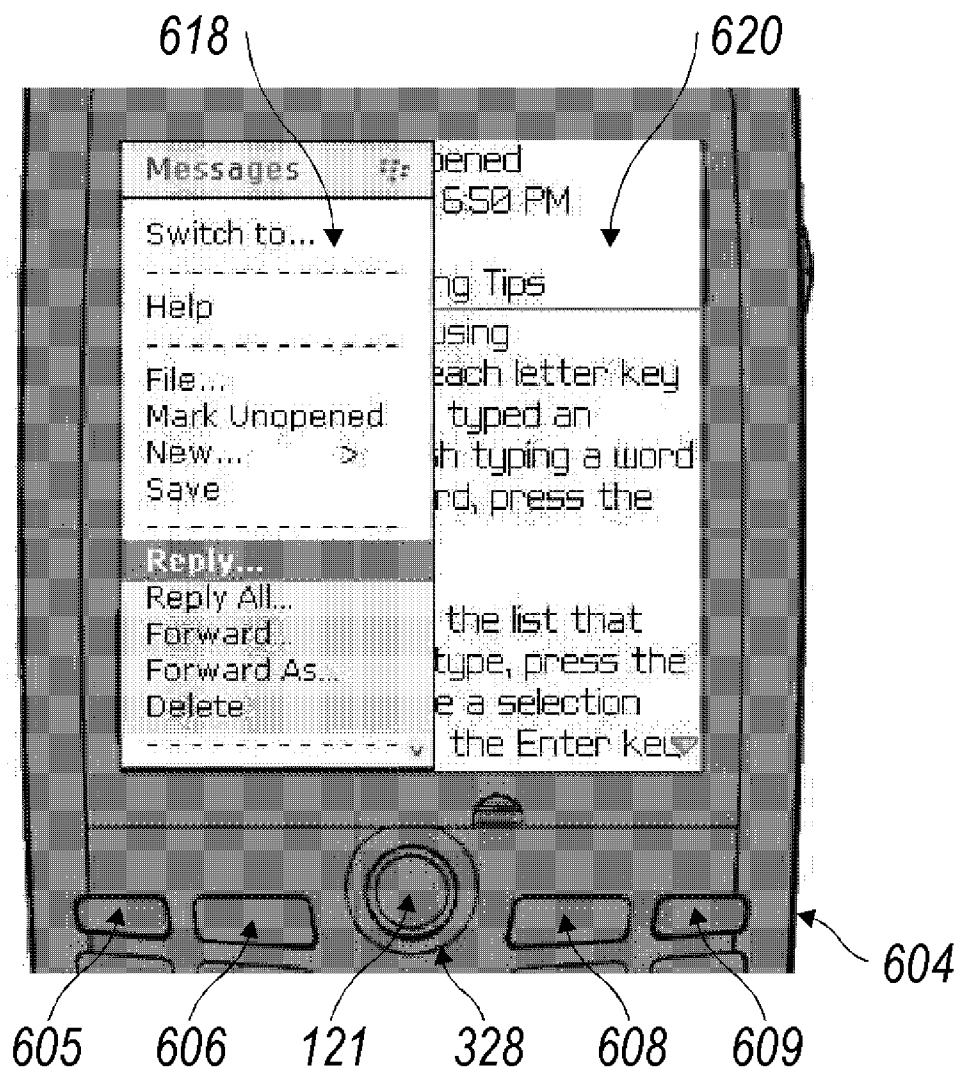 618
620
Messages
Switch to...
Help
File...
Mark Unopened
New... >
Save
Reply...
Reply All...
Forward...
Forward As...
Delete
pened
6:50 PM
ng Tips
using
each letter key
typed an
sh typing a word
rd, press the
the list that
type, press the
e a selection
the Enter key
604
605 606 121 328 608 609